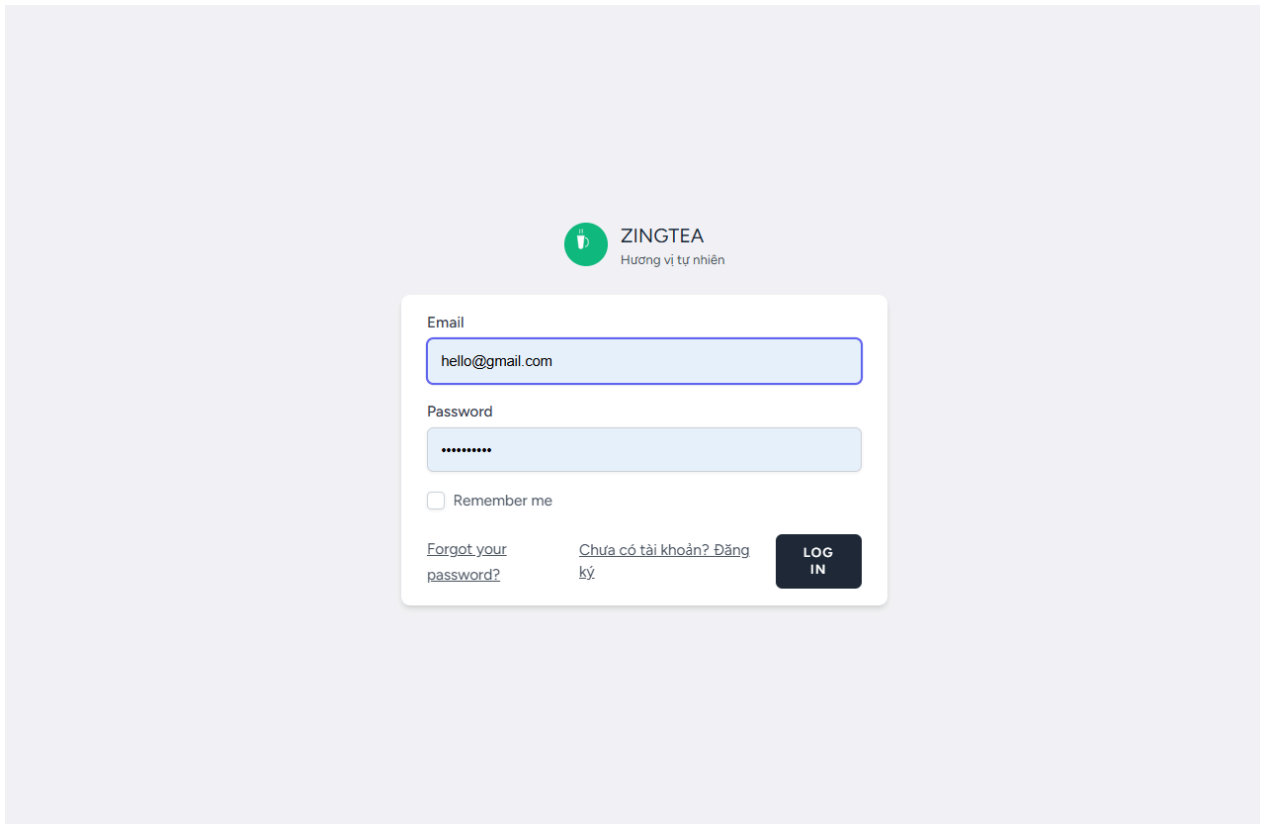 ZINGTEA
Hương vị tự nhiên
Email
hello@gmail.com
Password
••••••••••
Remember me
Forgot your
password?
Chưa có tài khoản? Đăng
ký
LOG
IN